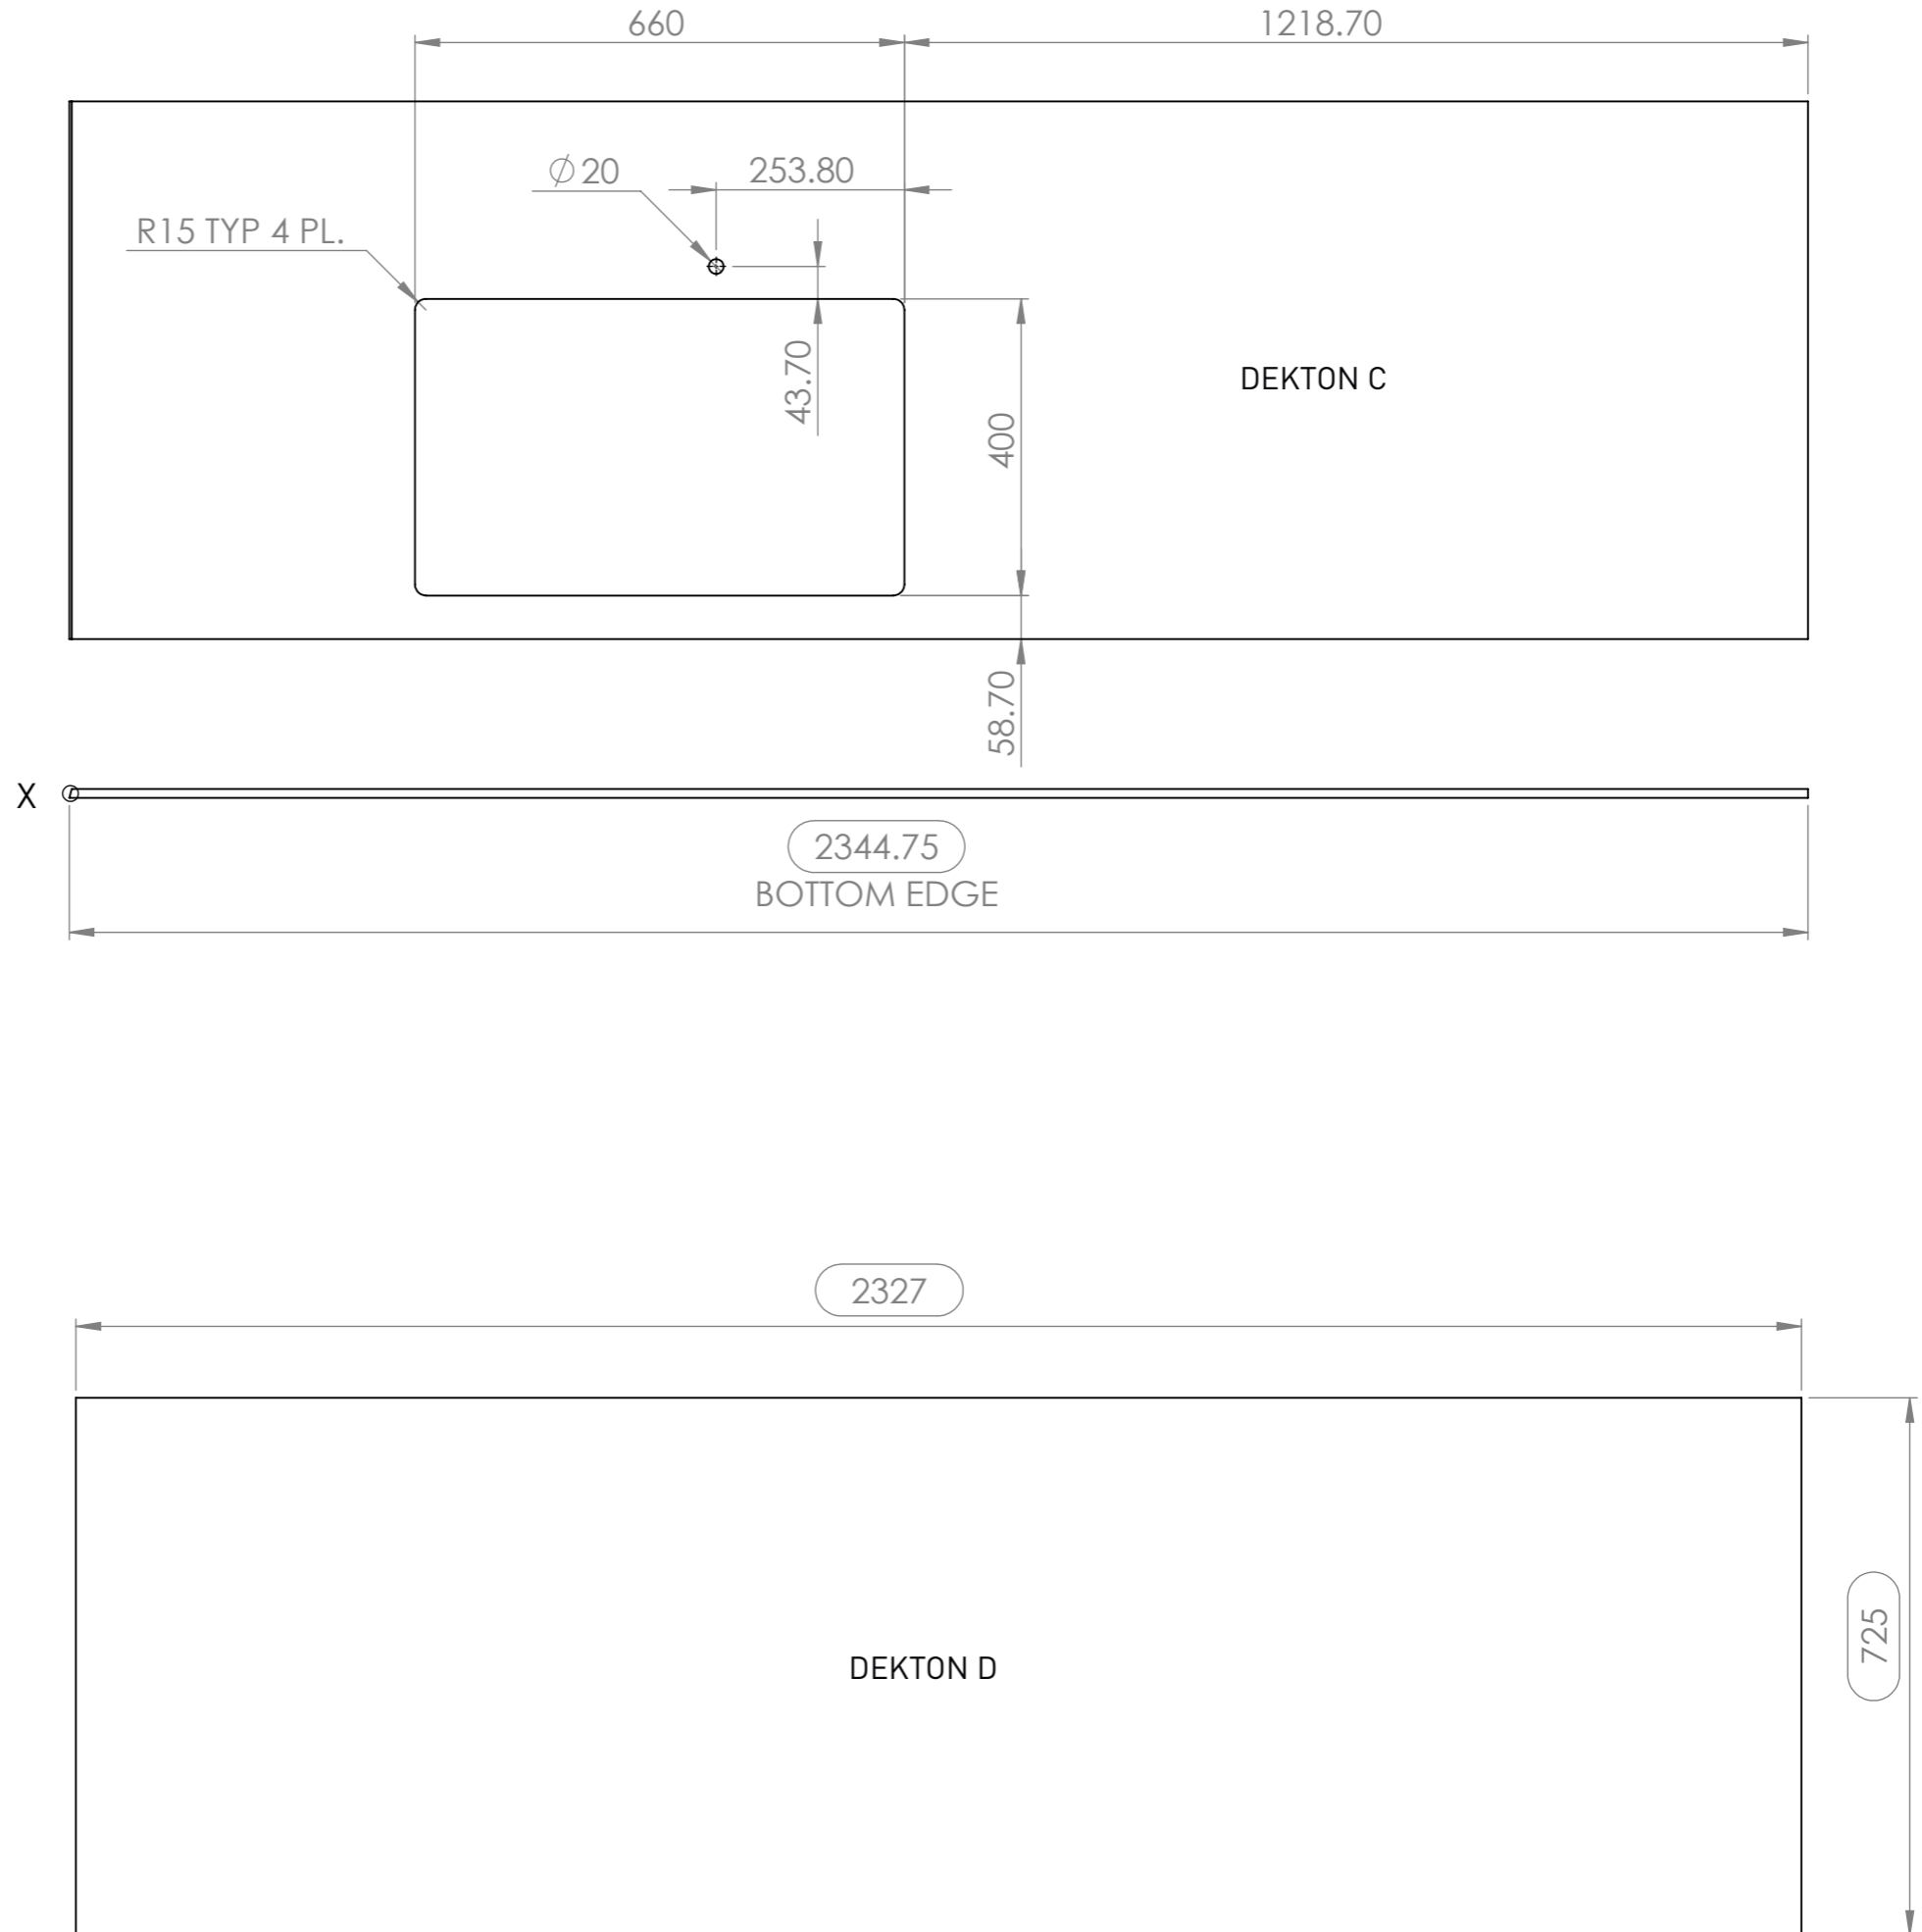 660
1218.70
∅20
253.80
R15 TYP 4 PL.
43.70
DEKTON C
400
58.70
X
2344.75
BOTTOM EDGE
2327
725
DEKTON D